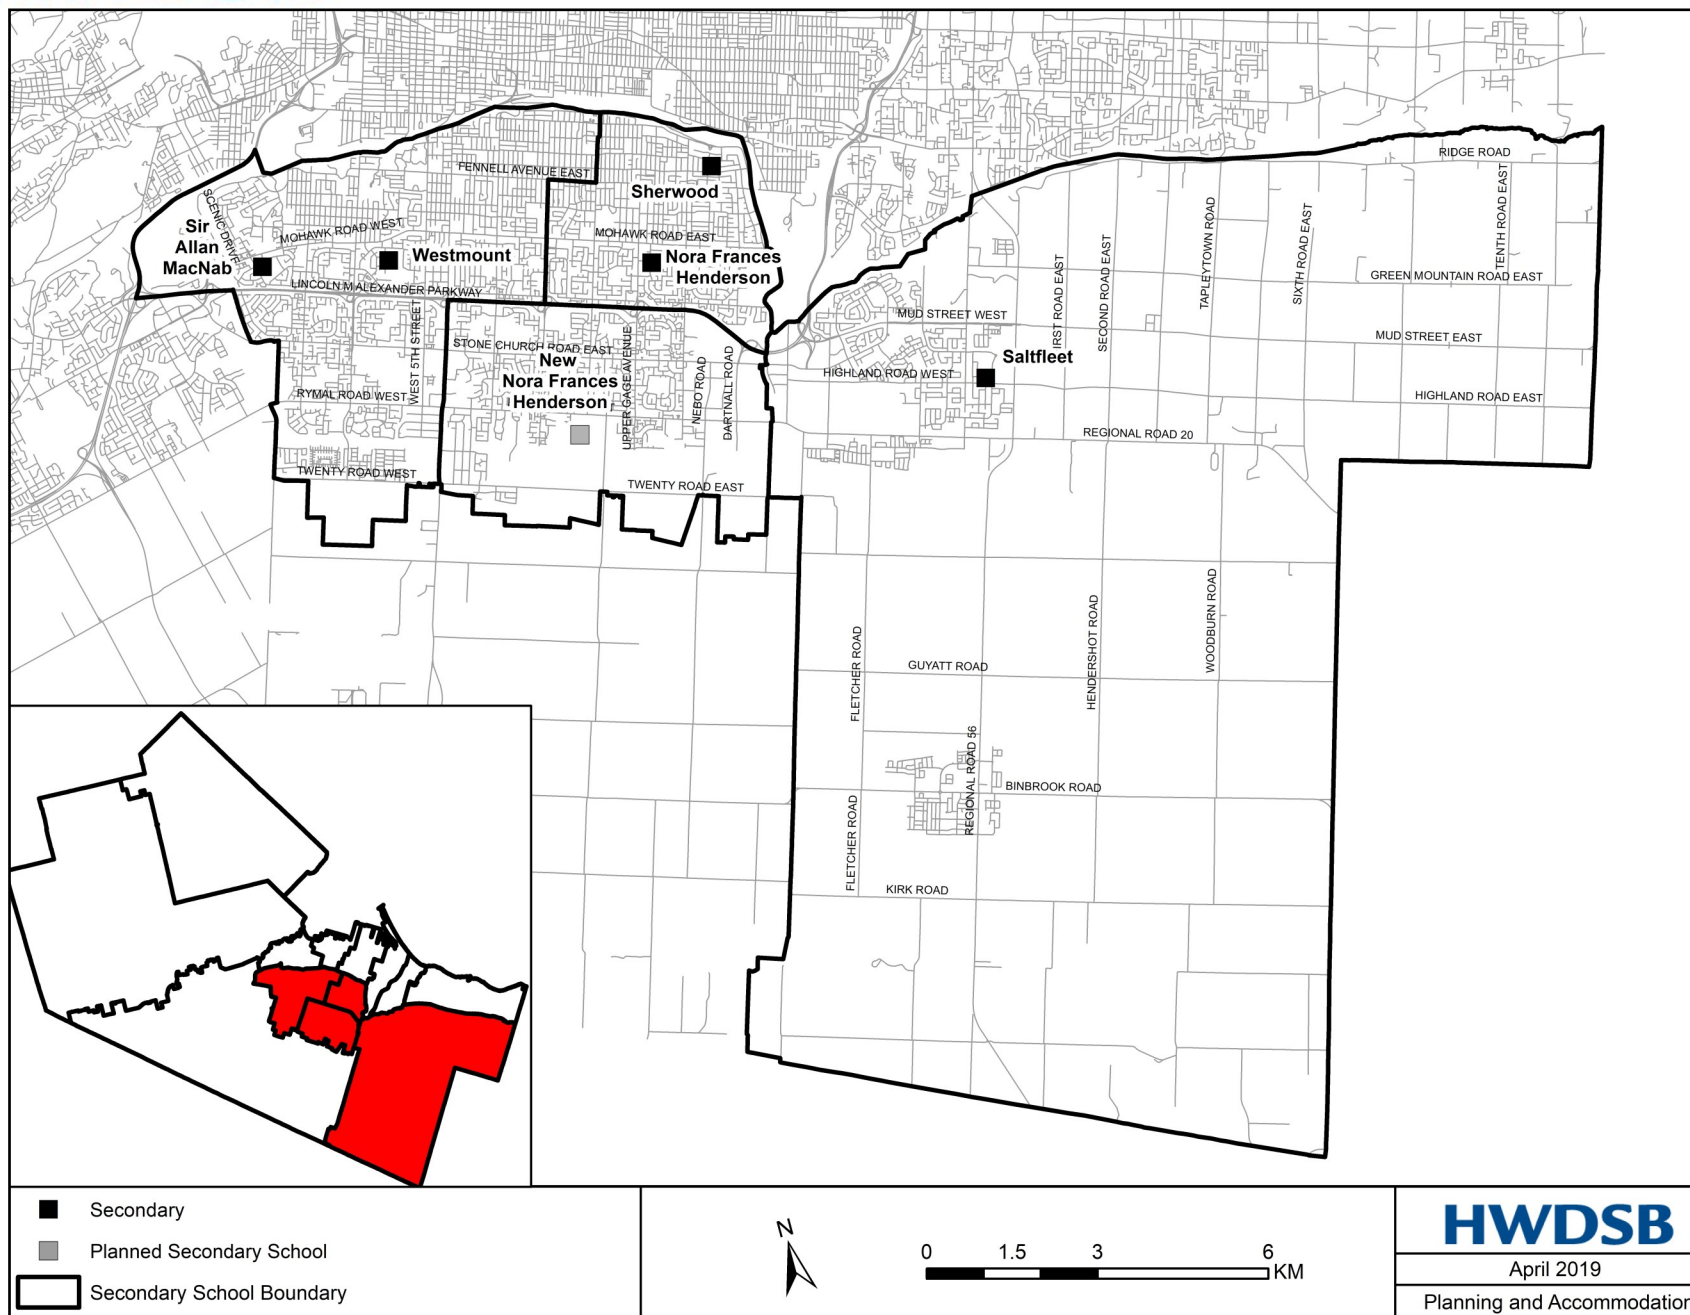 RIDGE ROAD
FENNELL AVENUE EAST
Sherwood
SCENIC DRIVE
TAPLEYTOWN ROAD
SIXTH ROAD EAST
TENTH ROAD EAST
Sir
Allan
MacNab
MOHAWK ROAD WEST
MOHAWK ROAD EAST
Westmount
Nora Frances
Henderson
IRST ROAD EAST
SECOND ROAD EAST
GREEN MOUNTAIN ROAD EAST
LINCOLN M ALEXANDER PARKWAY
MUD STREET WEST
MUD STREET EAST
WEST 5TH STREET
STONE CHURCH ROAD EAST
UPPER GAGE AVENUE
NEBO ROAD
DARTNALL ROAD
Saltfleet
New
Nora Frances
Henderson
HIGHLAND ROAD WEST
RYMAL ROAD WEST
HIGHLAND ROAD EAST
REGIONAL ROAD 20
TWENTY ROAD WEST
TWENTY ROAD EAST
FLETCHER ROAD
GUYATT ROAD
HENDERSHOT ROAD
WOODBURN ROAD
REGIONAL ROAD 56
BINBROOK ROAD
FLETCHER ROAD
KIRK ROAD
Secondary
Planned Secondary School
Secondary School Boundary
N
0 1.5 3 6
KM
HWDSB
April 2019
Planning and Accommodation